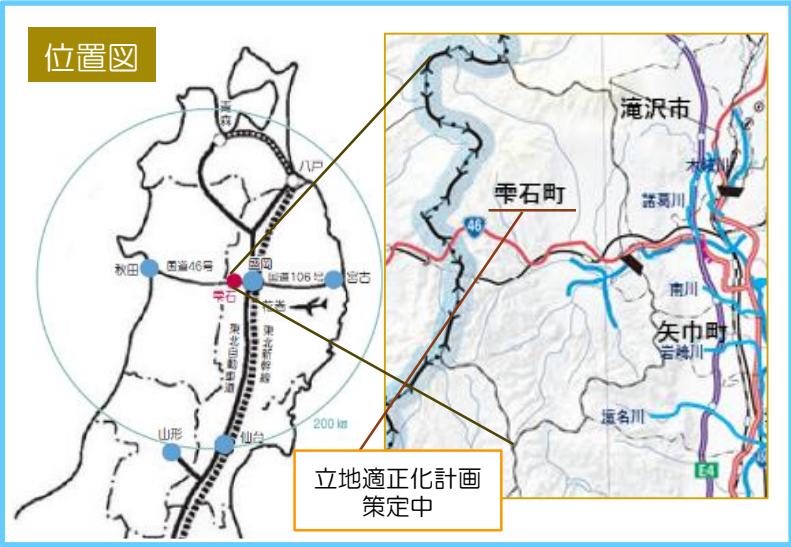 位置図
青森
八戸
秋田
国道46号
盛岡
国道106号
宮古
雫石
花巻
東北自動車道
東北新幹線
200㎞
山形
仙台
滝沢市
木賊川
雫石町
諸葛川
46
南川
矢巾町
岩崎川
滝名川
E4
立地適正化計画
策定中